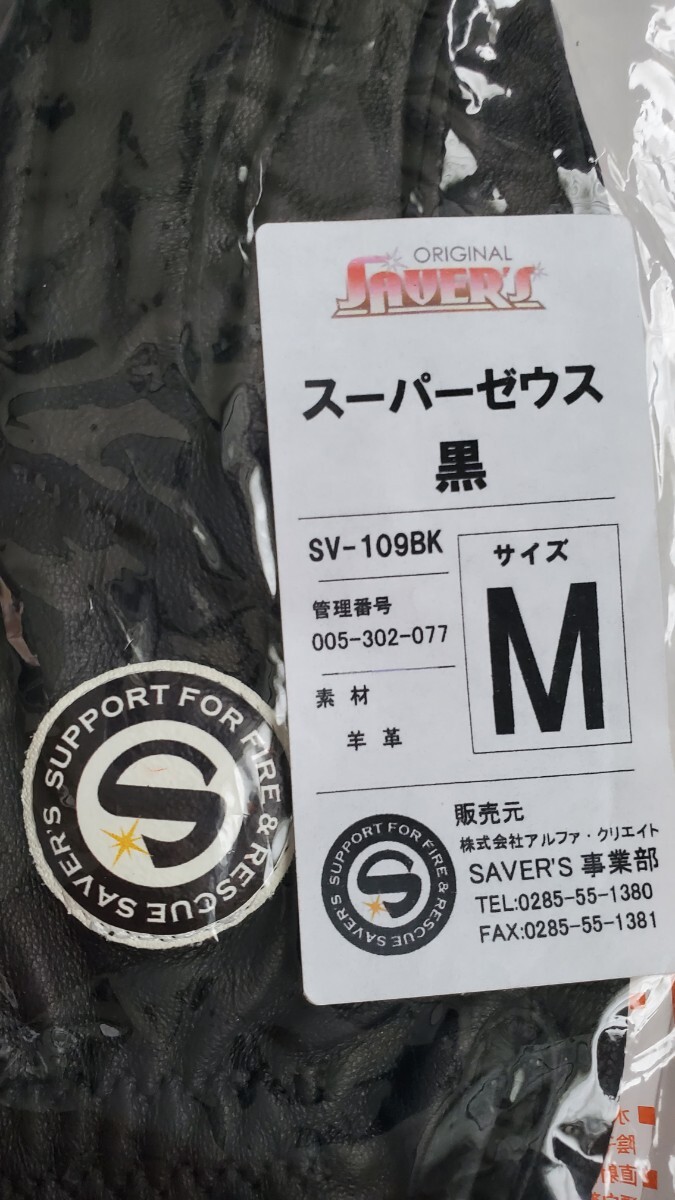 ORIGINAL
SAVER'S
スーパーゼウス
黒
SV-109BK
サイズ
M
管理番号
005-302-077
素材
羊革
販売元
株式会社アルファ・クリエイト
SAVER'S 事業部
TEL:0285-55-1380
FAX:0285-55-1381
SUPPORT FOR FIRE & RESCUE SAVER'S
S
SUPPORT FOR FIRE & RESCUE SAVER'S
S